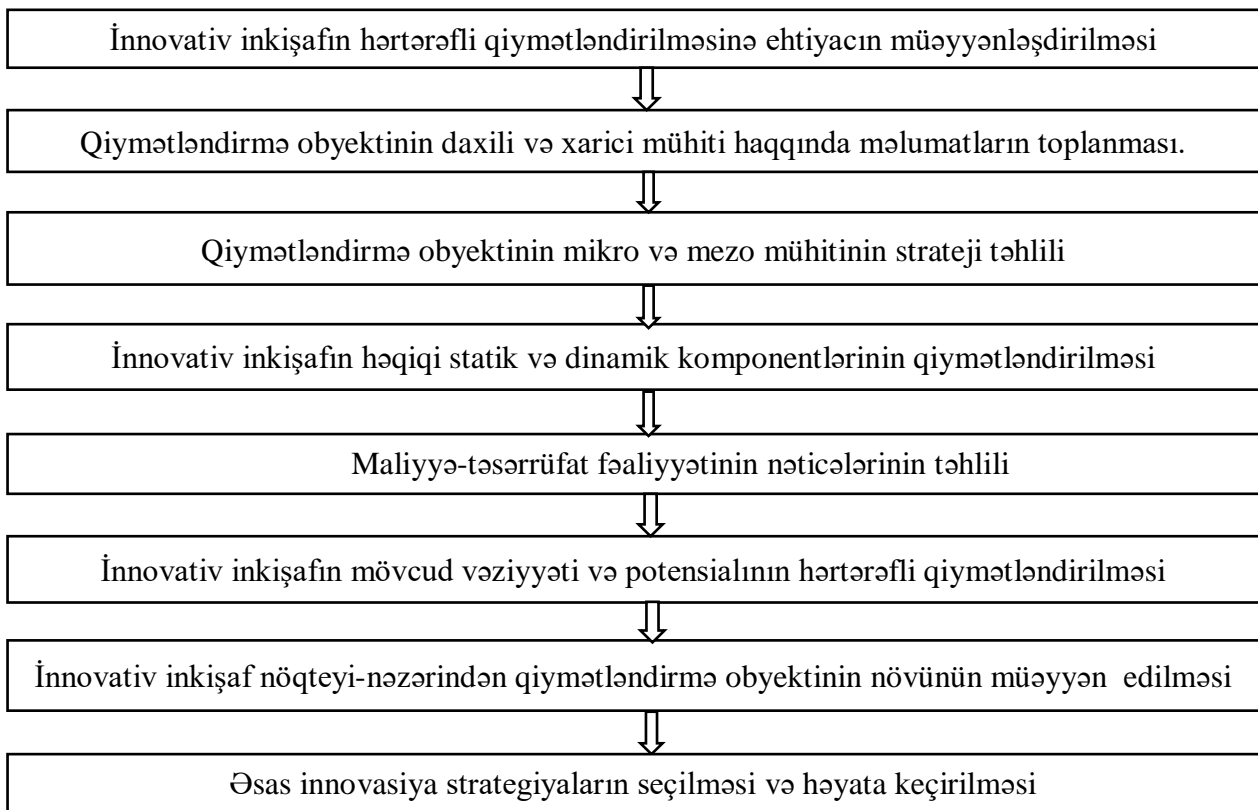 İnnovativ inkişafın hərtərəfli qiymətləndirilməsinə ehtiyacın müəyyənləşdirilməsi
Qiymətləndirmə obyektinin daxili və xarici mühiti haqqında məlumatların toplanması.
Qiymətləndirmə obyektinin mikro və mezo mühitinin strateji təhlili
İnnovativ inkişafın həqiqi statik və dinamik komponentlərinin qiymətləndirilməsi
Maliyyə-təsərrüfat fəaliyyətinin nəticələrinin təhlili
İnnovativ inkişafın mövcud vəziyyəti və potensialının hərtərəfli qiymətləndirilməsi
İnnovativ inkişaf nöqteyi-nəzərindən qiymətləndirmə obyektinin növünün müəyyən edilməsi
Əsas innovasiya strategiyaların seçilməsi və həyata keçirilməsi